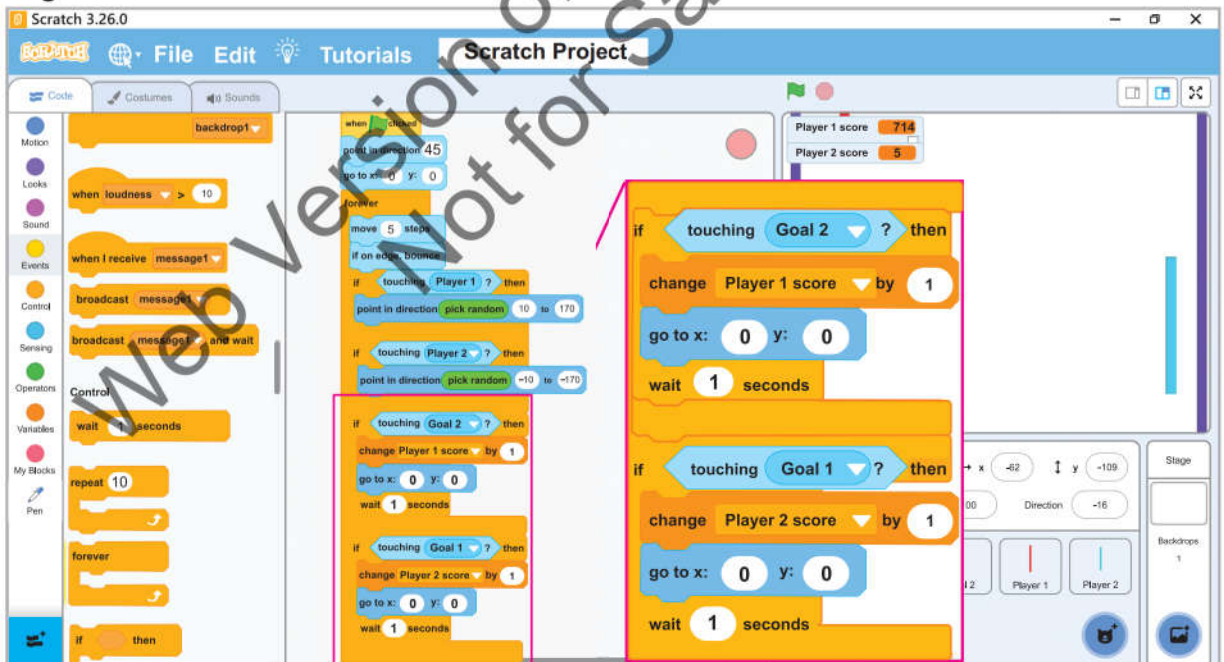 Scratch 3.26.0
SCRATCH File Edit Tutorials Scratch Project
Code Costumes Sounds
Motion
Looks
Sound
Events
Control
Sensing
Operators
Variables
My Blocks
Pen
backdrop1
when loudness > 10
when I receive message1
broadcast message1
broadcast message1 and wait
Control
wait 1 seconds
repeat 10
forever
if then
when clicked
point in direction 45
go to x: 0 y: 0
forever
move 5 steps
if on edge, bounce
if touching Player 1 ? then
point in direction pick random 10 to 170
if touching Player 2 ? then
point in direction pick random -10 to -170
if touching Goal 2 ? then
change Player 1 score by 1
go to x: 0 y: 0
wait 1 seconds
if touching Goal 1 ? then
change Player 2 score by 1
go to x: 0 y: 0
wait 1 seconds
Player 1 score 714
Player 2 score 5
if touching Goal 2 ? then
change Player 1 score by 1
go to x: 0 y: 0
wait 1 seconds
if touching Goal 1 ? then
change Player 2 score by 1
go to x: 0 y: 0
wait 1 seconds
x -62 y -109
00 Direction -16
Player 1 Player 2
Stage
Backdrops
1
Web Version of
Not for Sa